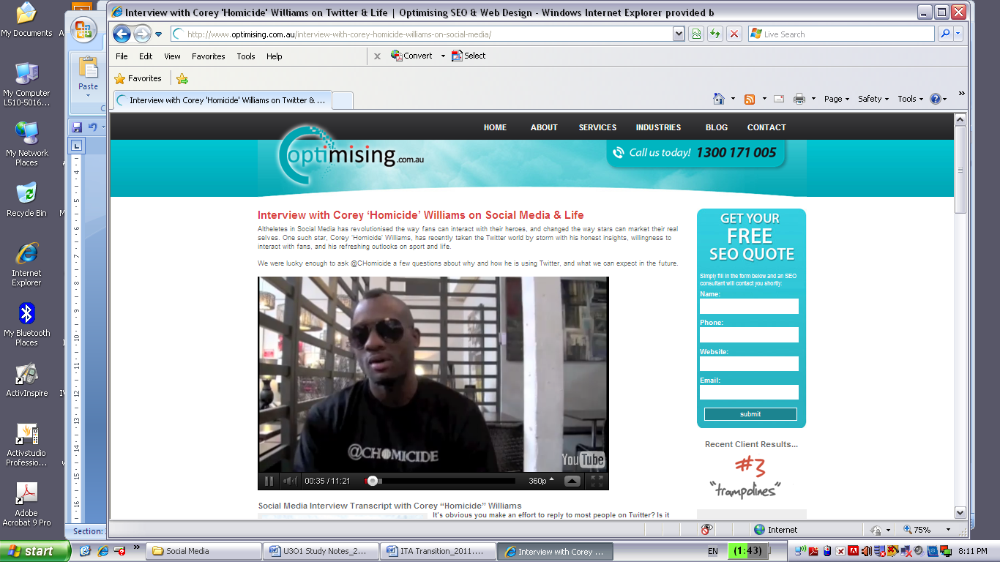 My Documents
My Computer
L510-5016...
My Network
Places
Recycle Bin
Internet
Explorer
My Bluetooth
Places
ActivInspire
Activstudio
Professio...
Adobe
Acrobat 9 Pro
Paste
Section:
Interview with Corey 'Homicide' Williams on Twitter & Life | Optimising SEO & Web Design - Windows Internet Explorer provided b
http://www.optimising.com.au/interview-with-corey-homicide-williams-on-social-media/
Live Search
File Edit View Favorites Tools Help
Convert Select
Favorites
Interview with Corey 'Homicide' Williams on Twitter & ...
Page Safety Tools
HOME ABOUT SERVICES INDUSTRIES BLOG CONTACT
optimising.com.au
Call us today! 1300 171 005
Interview with Corey ‘Homicide’ Williams on Social Media & Life
Altheletes in Social Media has revolutionised the way fans can interact with their heroes, and changed the way stars can market their real
selves. One such star, Corey ‘Homicide’ Williams, has recently taken the Twitter world by storm with his honest insights, willingness to
interact with fans, and his refreshing outlooks on sport and life.
We were lucky enough to ask @CHomicide a few questions about why and how he is using Twitter, and what we can expect in the future.
@CHOMICIDE
YouTube
00:35 / 11:21
360p
Social Media Interview Transcript with Corey “Homicide” Williams
It's obvious you make an effort to reply to most people on Twitter? Is it
GET YOUR
FREE
SEO QUOTE
Simply fill in the form below and an SEO
consultant will contact you shortly:
Name:
Phone:
Website:
Email:
submit
Recent Client Results...
#3
“trampolines”
Internet
75%
start
Social Media
U3O1 Study Notes_2...
ITA Transition_2011....
Interview with Corey ...
EN
(1:43)
8:11 PM